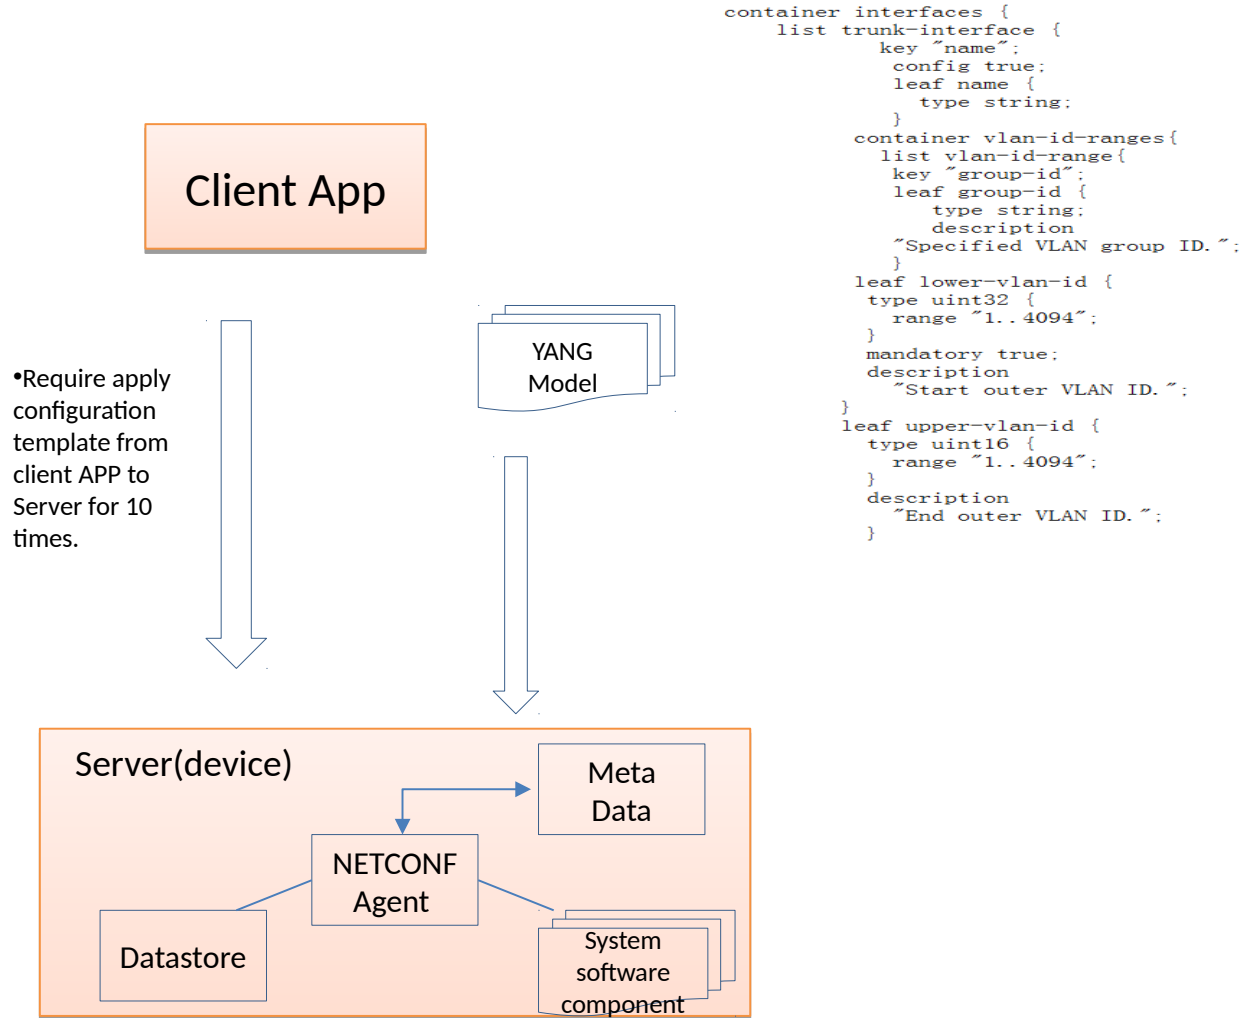 container interfaces {
list trunk-interface {
key "name";
config true;
leaf name {
type string;
}
container vlan-id-ranges{
list vlan-id-range{
key "group-id";
leaf group-id {
type string;
description
"Specified VLAN group ID.";
}
leaf lower-vlan-id {
type uint32 {
range "1..4094";
}
mandatory true;
description
"Start outer VLAN ID.";
}
leaf upper-vlan-id {
type uint16 {
range "1..4094";
}
description
"End outer VLAN ID.";
}
Client App
YANG
Model
•Require apply
configuration
template from
client APP to
Server for 10
times.
Server(device)
Meta
Data
NETCONF
Agent
Datastore
System
software
component